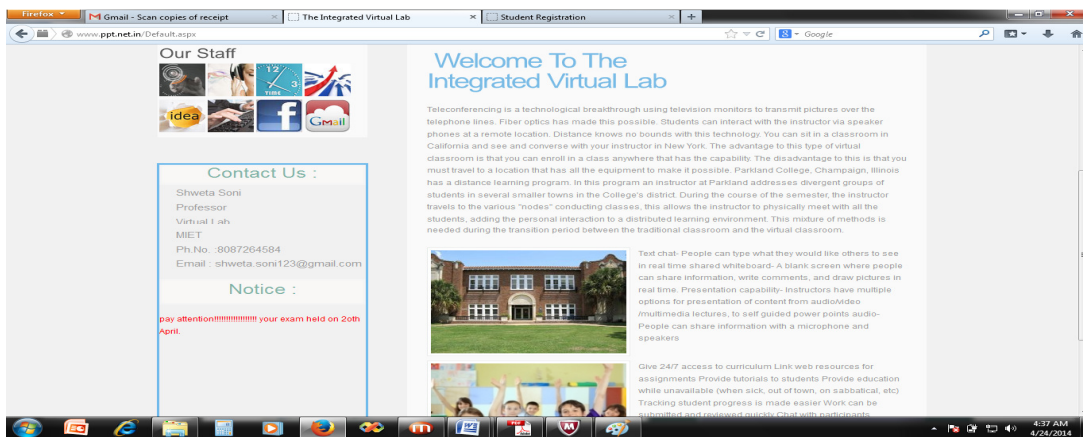 Firefox
Gmail - Scan copies of receipt
The Integrated Virtual Lab
Student Registration
www.ppt.net.in/Default.aspx
Google
Our Staff
12
3
TIME
idea
f
Gmail
Contact Us :
Shweta Soni
Professor
Virtual Lab
MIET
Ph.No. :8087264584
Email : shweta.soni123@gmail.com
Notice :
pay attention!!!!!!!!!!!!!!!!!! your exam held on 2oth
April.
Welcome To The
Integrated Virtual Lab
Teleconferencing is a technological breakthrough using television monitors to transmit pictures over the
telephone lines. Fiber optics has made this possible. Students can interact with the instructor via speaker
phones at a remote location. Distance knows no bounds with this technology. You can sit in a classroom in
California and see and converse with your instructor in New York. The advantage to this type of virtual
classroom is that you can enroll in a class anywhere that has the capability. The disadvantage to this is that you
must travel to a location that has all the equipment to make it possible. Parkland College, Champaign, Illinois
has a distance learning program. In this program an instructor at Parkland addresses divergent groups of
students in several smaller towns in the College's district. During the course of the semester, the instructor
travels to the various "nodes" conducting classes, this allows the instructor to physically meet with all the
students, adding the personal interaction to a distributed learning environment. This mixture of methods is
needed during the transition period between the traditional classroom and the virtual classroom.
Text chat- People can type what they would like others to see
in real time shared whiteboard- A blank screen where people
can share information, write comments, and draw pictures in
real time. Presentation capability- Instructors have multiple
options for presentation of content from audio/video
/multimedia lectures, to self guided power points audio-
People can share information with a microphone and
speakers
Give 24/7 access to curriculum Link web resources for
assignments Provide tutorials to students Provide education
while unavailable (when sick, out of town, on sabbatical, etc)
Tracking student progress is made easier Work can be
submitted and reviewed quickly Chat with participants
4:37 AM
4/24/2014